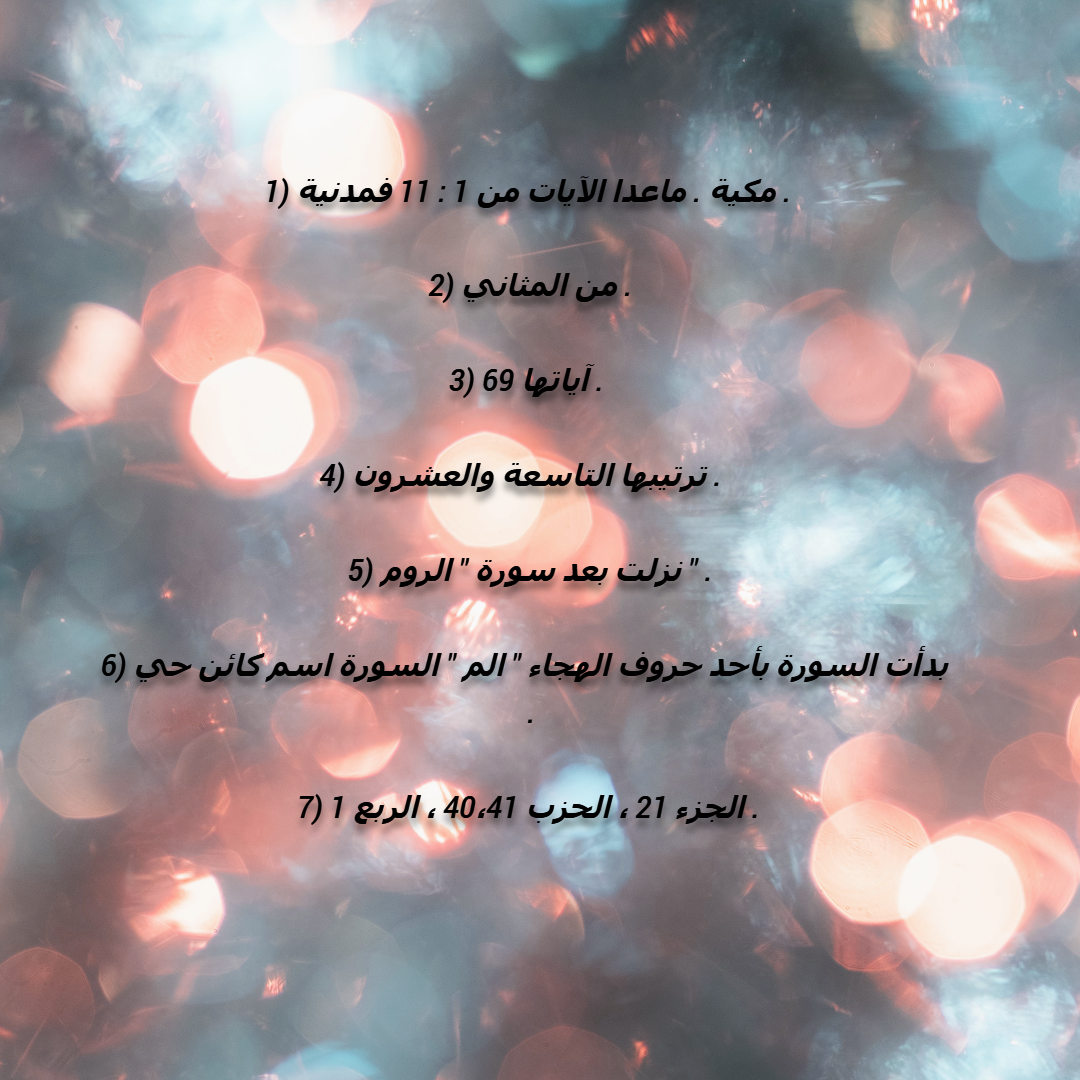 1) مكية . ماعدا الآيات من 1 : 11 فمدنية .
2) من المثاني .
3) آياتها 69 .
4) ترتيبها التاسعة والعشرون .
5) نزلت بعد سورة " الروم " .
6) بدأت السورة بأحد حروف الهجاء " الم " السورة اسم كائن حي
.
7) الجزء 21 ، الحزب 40،41 ، الربع 1 .